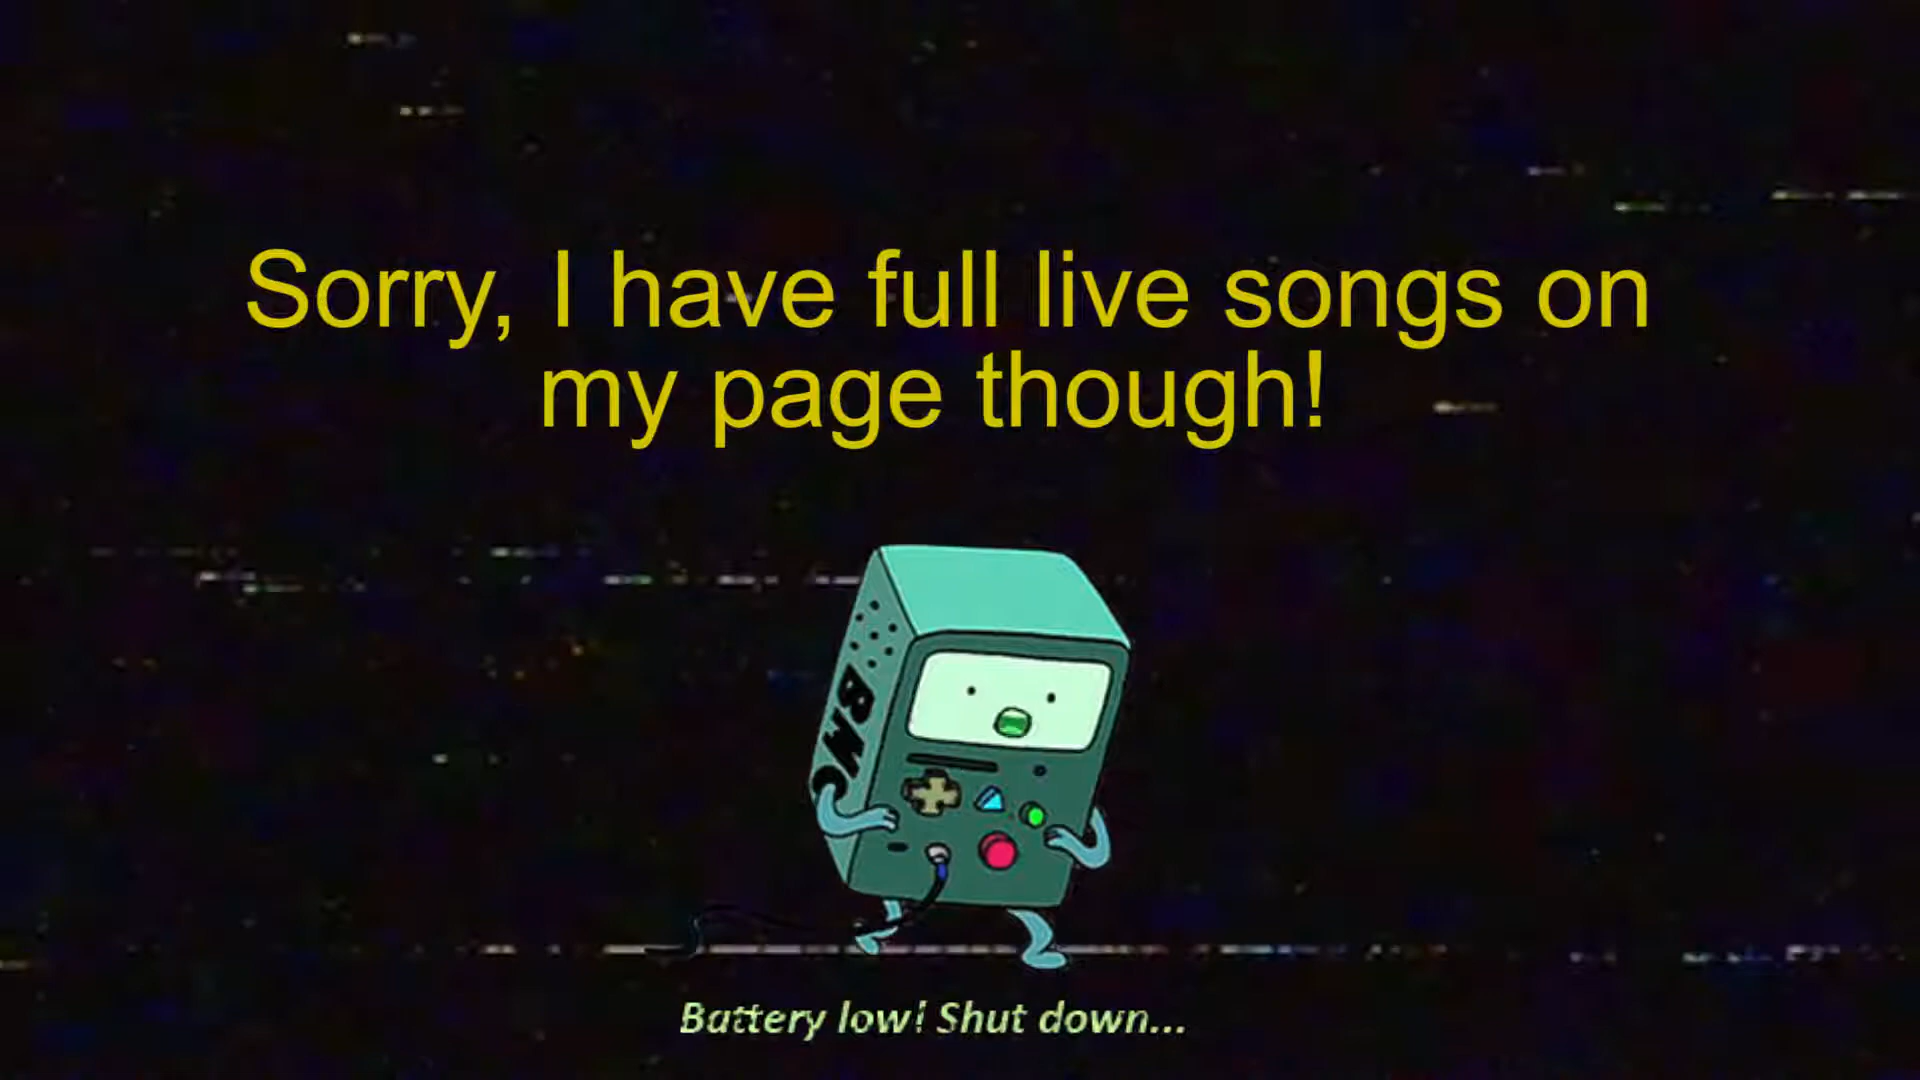 Sorry, I have full live songs on
my page though!
BMO
Battery low! Shut down...